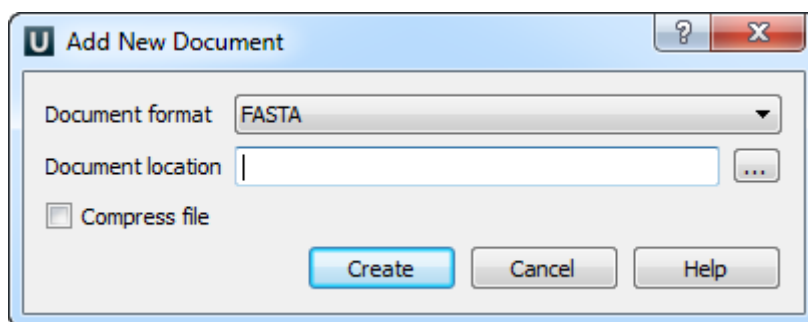 U Add New Document ? X
Document format FASTA
Document location ...
Compress file
Create Cancel Help